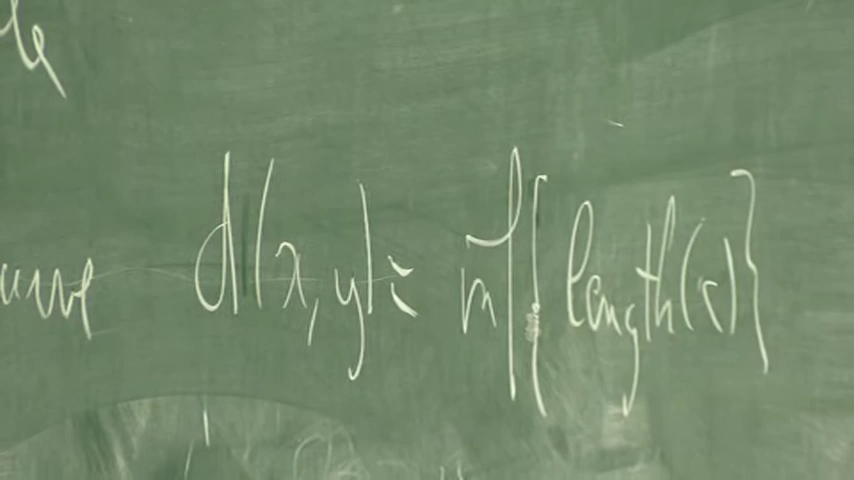 d(x,y) = inf{length(c)}